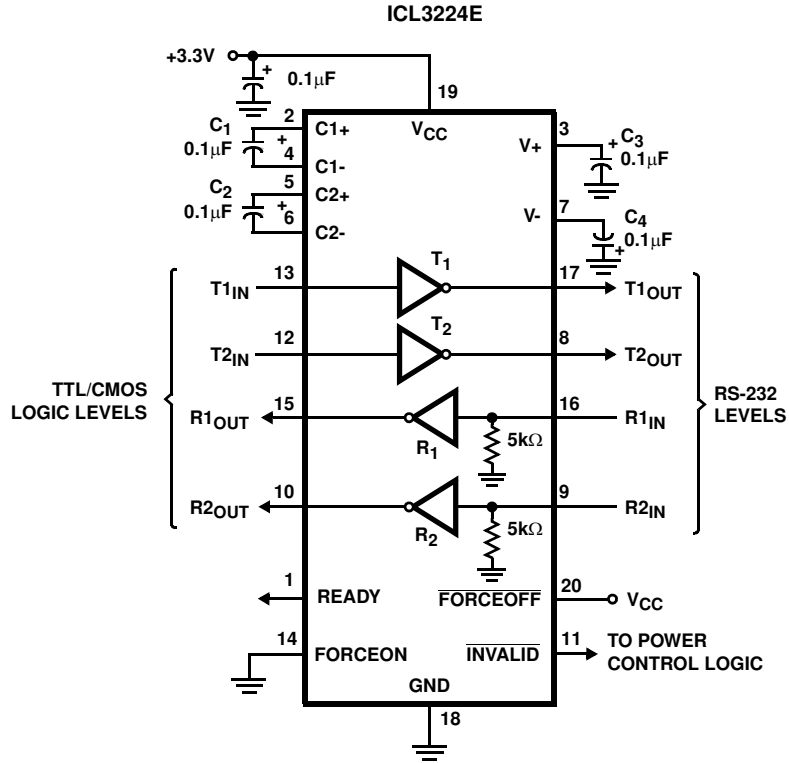 ICL3224E
+3.3V
+
0.1µF
19
VCC
C1
0.1µF
+
2
C1+
4
C1-
C2
0.1µF
+
5
C2+
6
C2-
3
V+
+
C3
0.1µF
7
V-
C4
0.1µF
+
T1IN
13
T1
17
T1OUT
T2IN
12
T2
8
T2OUT
TTL/CMOS
LOGIC LEVELS
RS-232
LEVELS
R1OUT
15
R1
5kΩ
16
R1IN
R2OUT
10
R2
5kΩ
9
R2IN
1
READY
FORCEOFF
20
VCC
14
FORCEON
INVALID
11
TO POWER
CONTROL LOGIC
GND
18